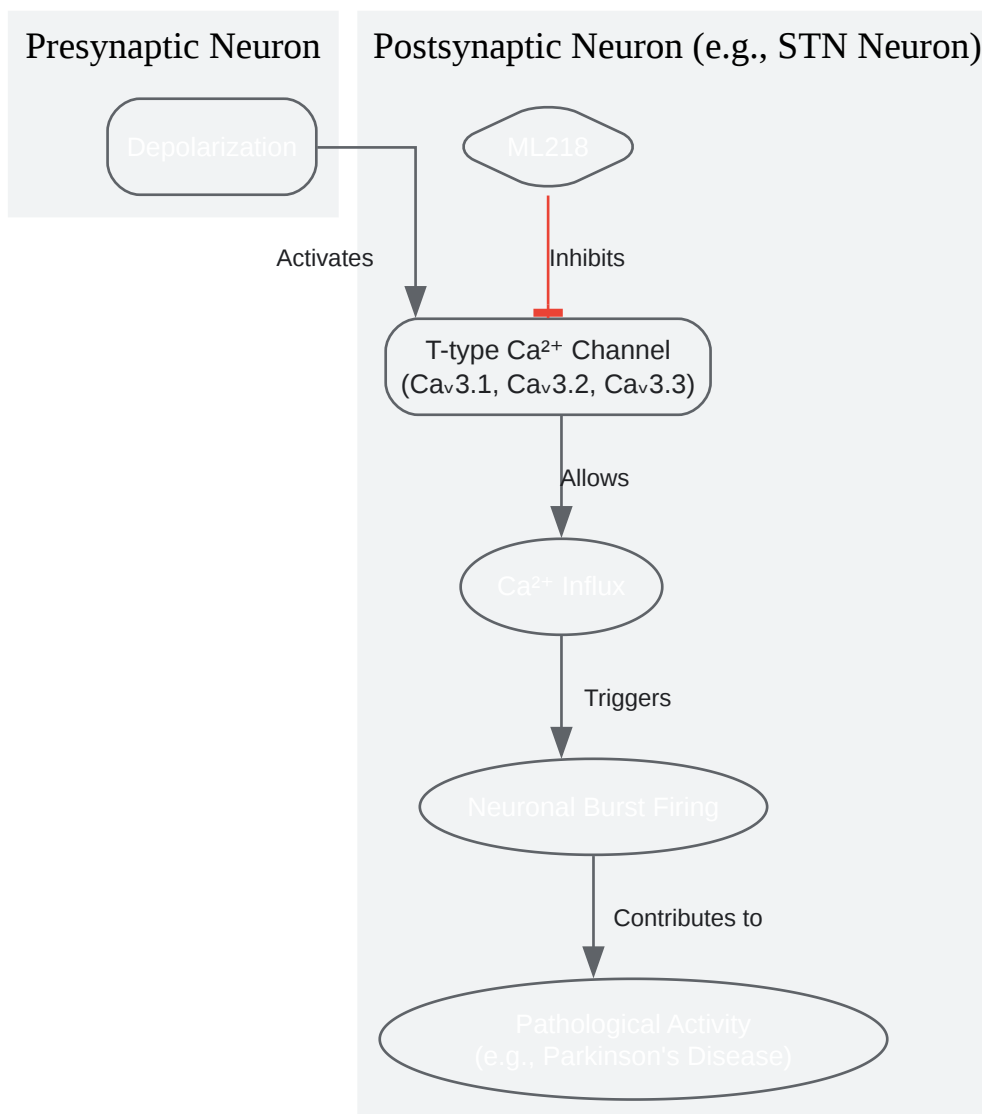 Presynaptic Neuron
Postsynaptic Neuron (e.g., STN Neuron)
Depolarization
ML218
Activates
Inhibits
T-type Ca²⁺ Channel
(Caᵥ3.1, Caᵥ3.2, Caᵥ3.3)
Allows
Ca²⁺ Influx
Triggers
Neuronal Burst Firing
Contributes to
Pathological Activity
(e.g., Parkinson's Disease)